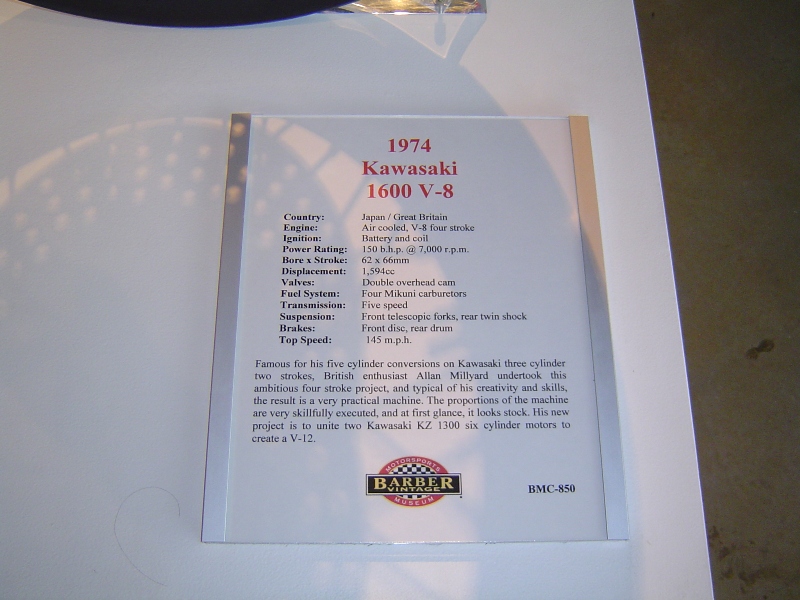 1974
Kawasaki
1600 V-8
Country: Japan / Great Britain
Engine: Air cooled, V-8 four stroke
Ignition: Battery and coil
Power Rating: 150 b.h.p. @ 7,000 r.p.m.
Bore x Stroke: 62 x 66mm
Displacement: 1,594cc
Valves: Double overhead cam
Fuel System: Four Mikuni carburetors
Transmission: Five speed
Suspension: Front telescopic forks, rear twin shock
Brakes: Front disc, rear drum
Top Speed: 145 m.p.h.
Famous for his five cylinder conversions on Kawasaki three cylinder
two strokes, British enthusiast Allan Millyard undertook this
ambitious four stroke project, and typical of his creativity and skills,
the result is a very practical machine. The proportions of the machine
are very skillfully executed, and at first glance, it looks stock. His new
project is to unite two Kawasaki KZ 1300 six cylinder motors to
create a V-12.
MOTORSPORTS
BARBER
VINTAGE
MUSEUM
BMC-850